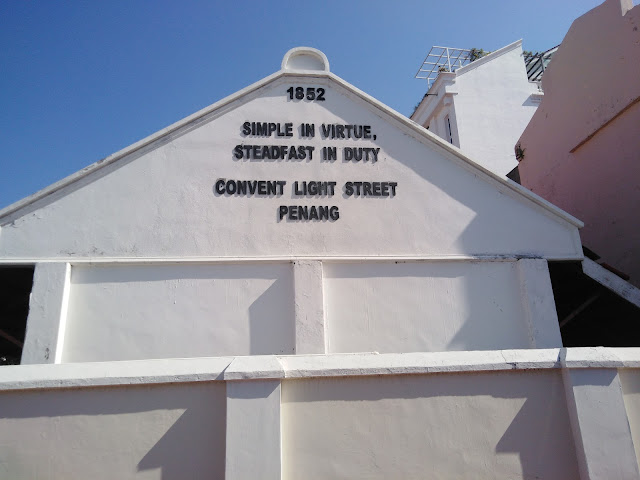 1852
SIMPLE IN VIRTUE,
STEADFAST IN DUTY
CONVENT LIGHT STREET
PENANG